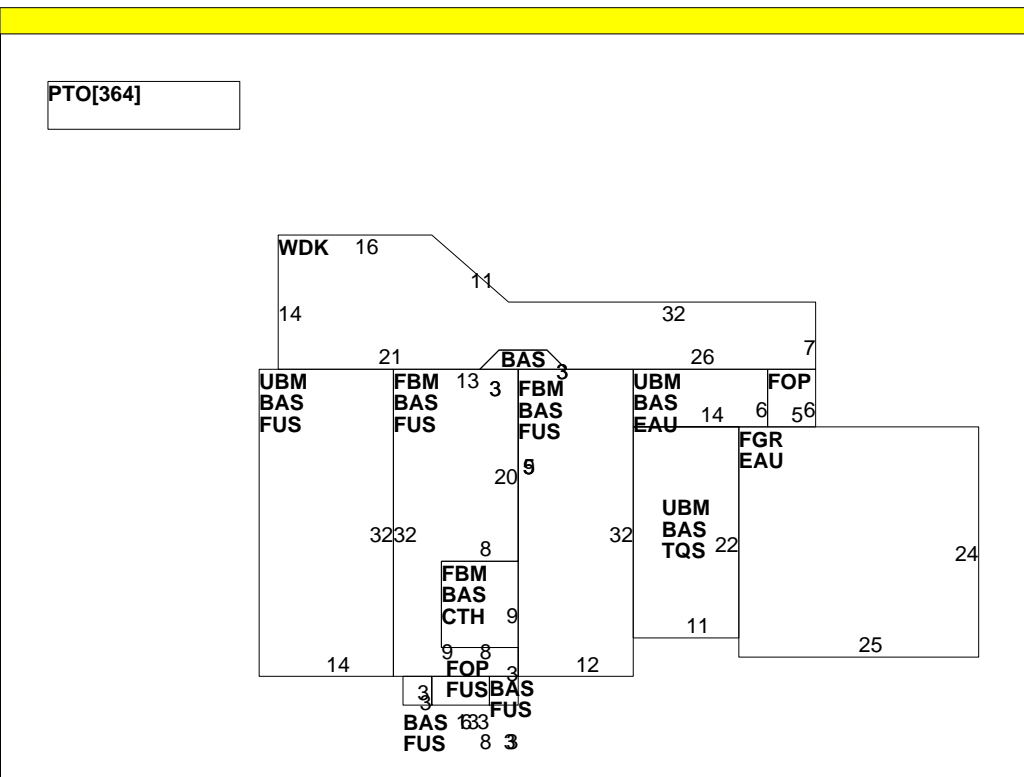 PTO[364]
WDK 16
11
14
32
7
21
BAS
26
3
UBM
BAS
FUS
FBM
BAS
FUS
13
3
FBM
BAS
FUS
UBM
BAS
EAU
14
6
FOP
5
6
FGR
EAU
20
UBM
BAS
TQS
22
32
32
32
24
8
FBM
BAS
CTH
9
11
25
9
8
14
12
FOP
FUS
3
BAS
FUS
3
3
BAS
FUS
8